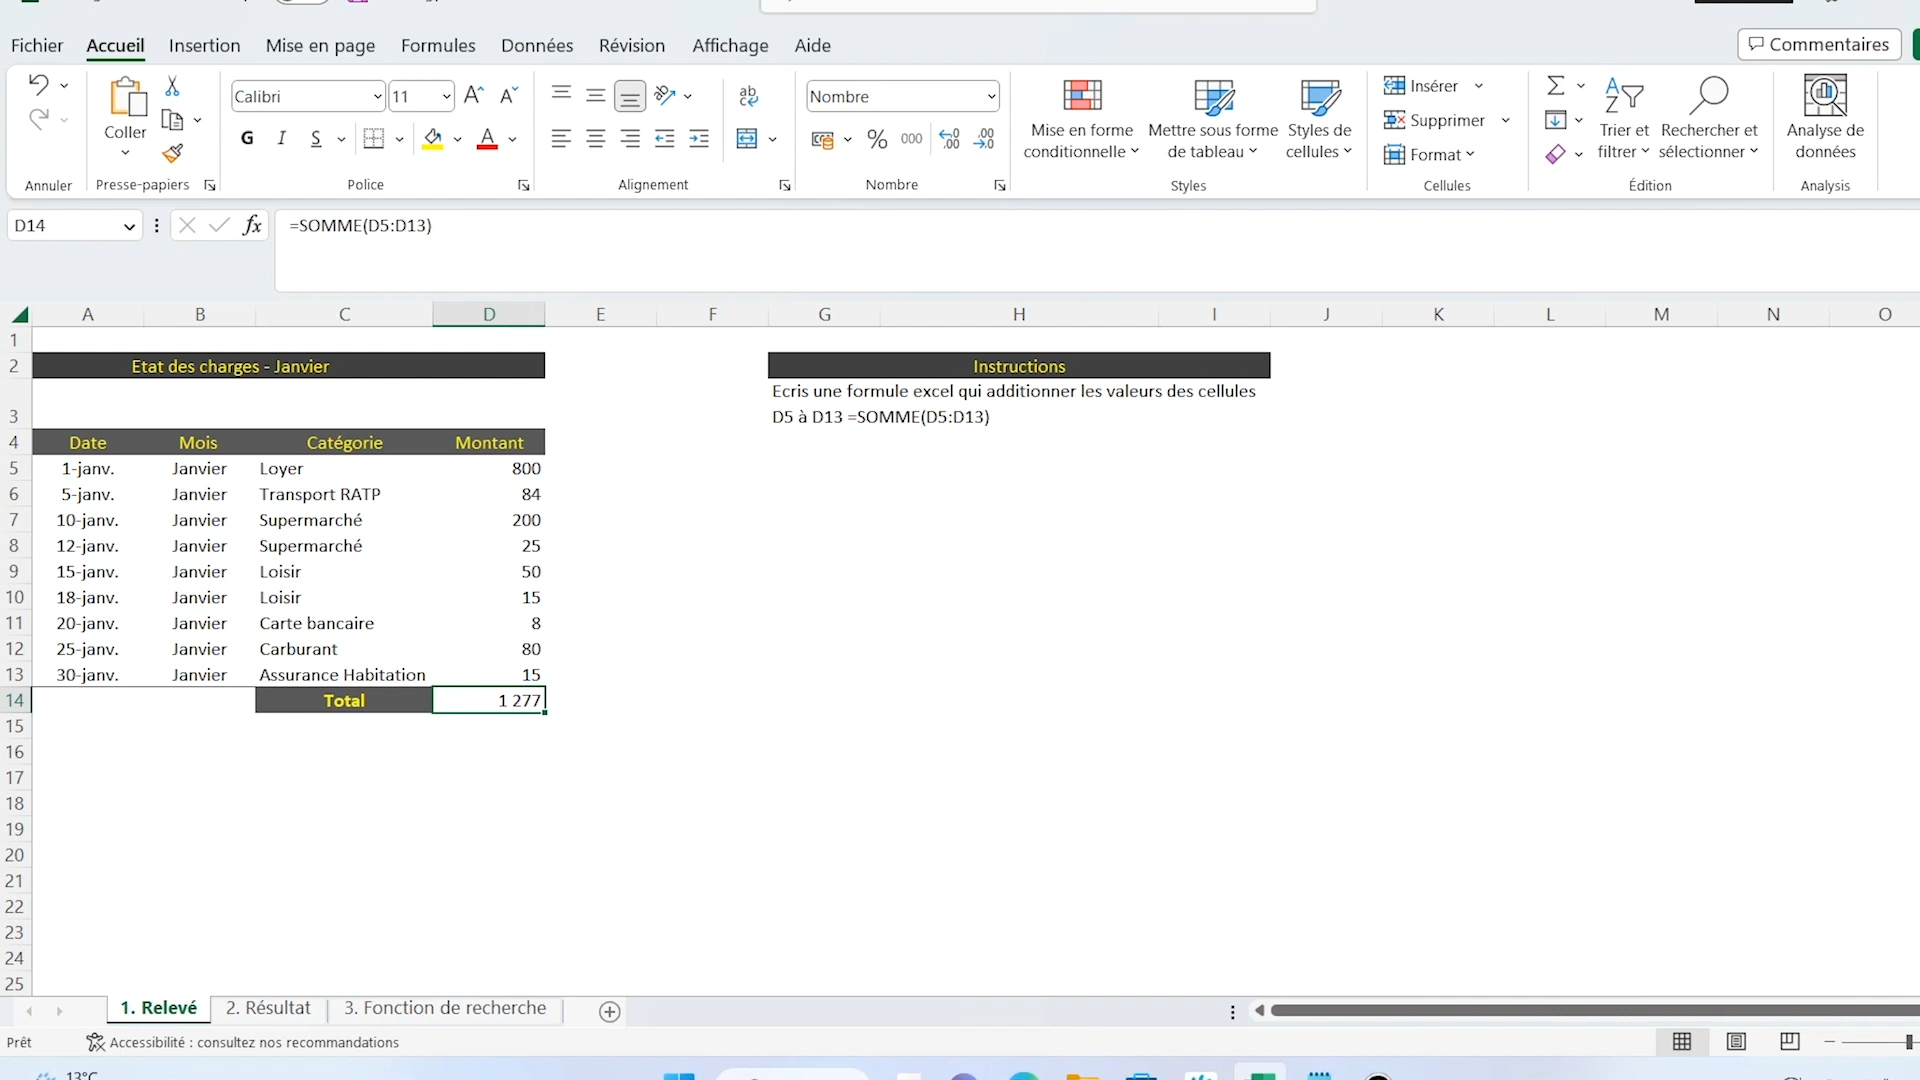 Fichier Accueil Insertion Mise en page Formules Données Révision Affichage Aide Commentaires
Coller
Calibri 11
G I S A
ab
Nombre
% 000
Mise en forme conditionnelle
Mettre sous forme de tableau
Styles de cellules
Insérer
Supprimer
Format
Trier et filtrer
Rechercher et sélectionner
Analyse de données
Annuler Presse-papiers Police Alignement Nombre Styles Cellules Édition Analysis
D14 fx =SOMME(D5:D13)
A B C D E F G H I J K L M N O
1
2 Etat des charges - Janvier Instructions
Ecris une formule excel qui additionner les valeurs des cellules
3 D5 à D13 =SOMME(D5:D13)
4 Date Mois Catégorie Montant
5 1-janv. Janvier Loyer 800
6 5-janv. Janvier Transport RATP 84
7 10-janv. Janvier Supermarché 200
8 12-janv. Janvier Supermarché 25
9 15-janv. Janvier Loisir 50
10 18-janv. Janvier Loisir 15
11 20-janv. Janvier Carte bancaire 8
12 25-janv. Janvier Carburant 80
13 30-janv. Janvier Assurance Habitation 15
14 Total 1 277
15
16
17
18
19
20
21
22
23
24
25
1. Relevé 2. Résultat 3. Fonction de recherche
Prêt Accessibilité : consultez nos recommandations
13°C